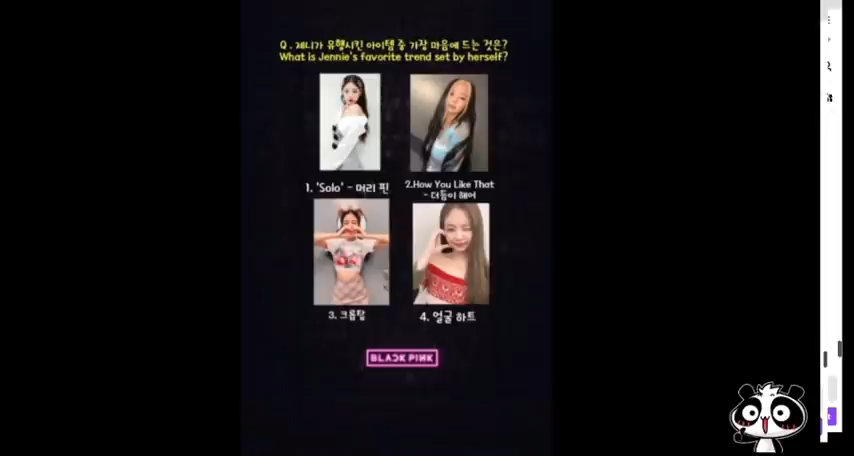 Q. 제니가 유행시킨 아이템 중 가장 마음에 드는 것은?
What is Jennie's favorite trend set by herself?
1. 'Solo' - 머리 핀
2.How You Like That
- 더듬이 헤어
3. 크롭탑
4. 얼굴 하트
BLACKPINK